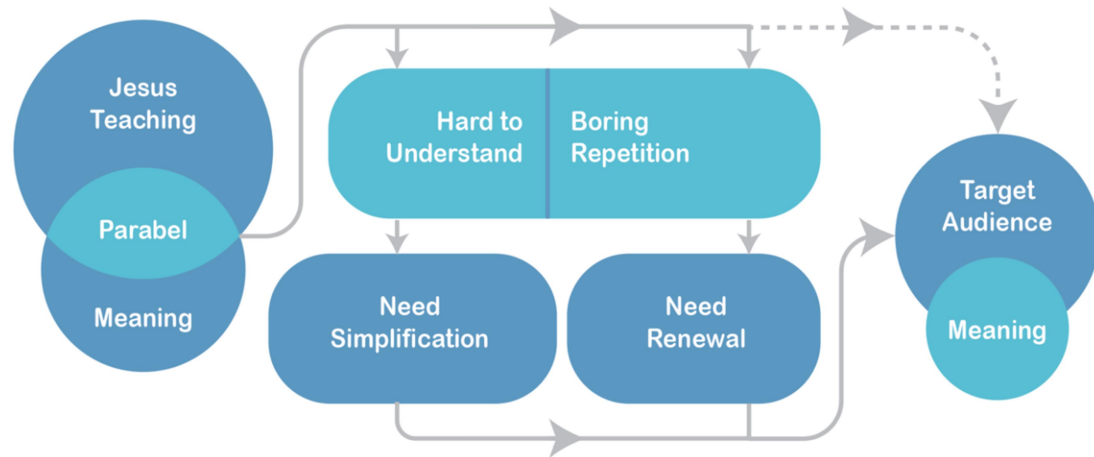 Jesus
Teaching
Parabel
Meaning
Hard to
Understand
Boring
Repetition
Need
Simplification
Need
Renewal
Target
Audience
Meaning